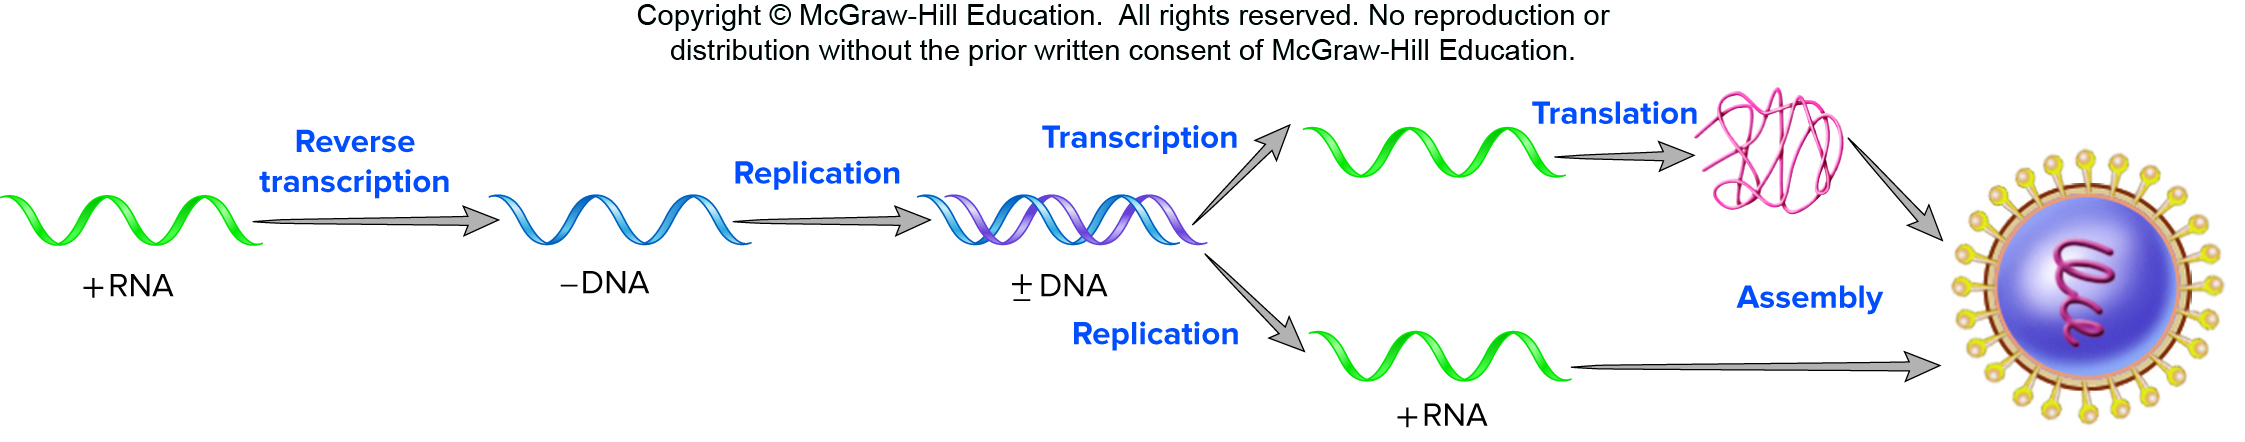 Copyright © McGraw-Hill Education.  All rights reserved. No reproduction or
distribution without the prior written consent of McGraw-Hill Education.
Reverse
transcription
Replication
Transcription
Translation
+RNA
−DNA
± DNA
Replication
Assembly
+RNA